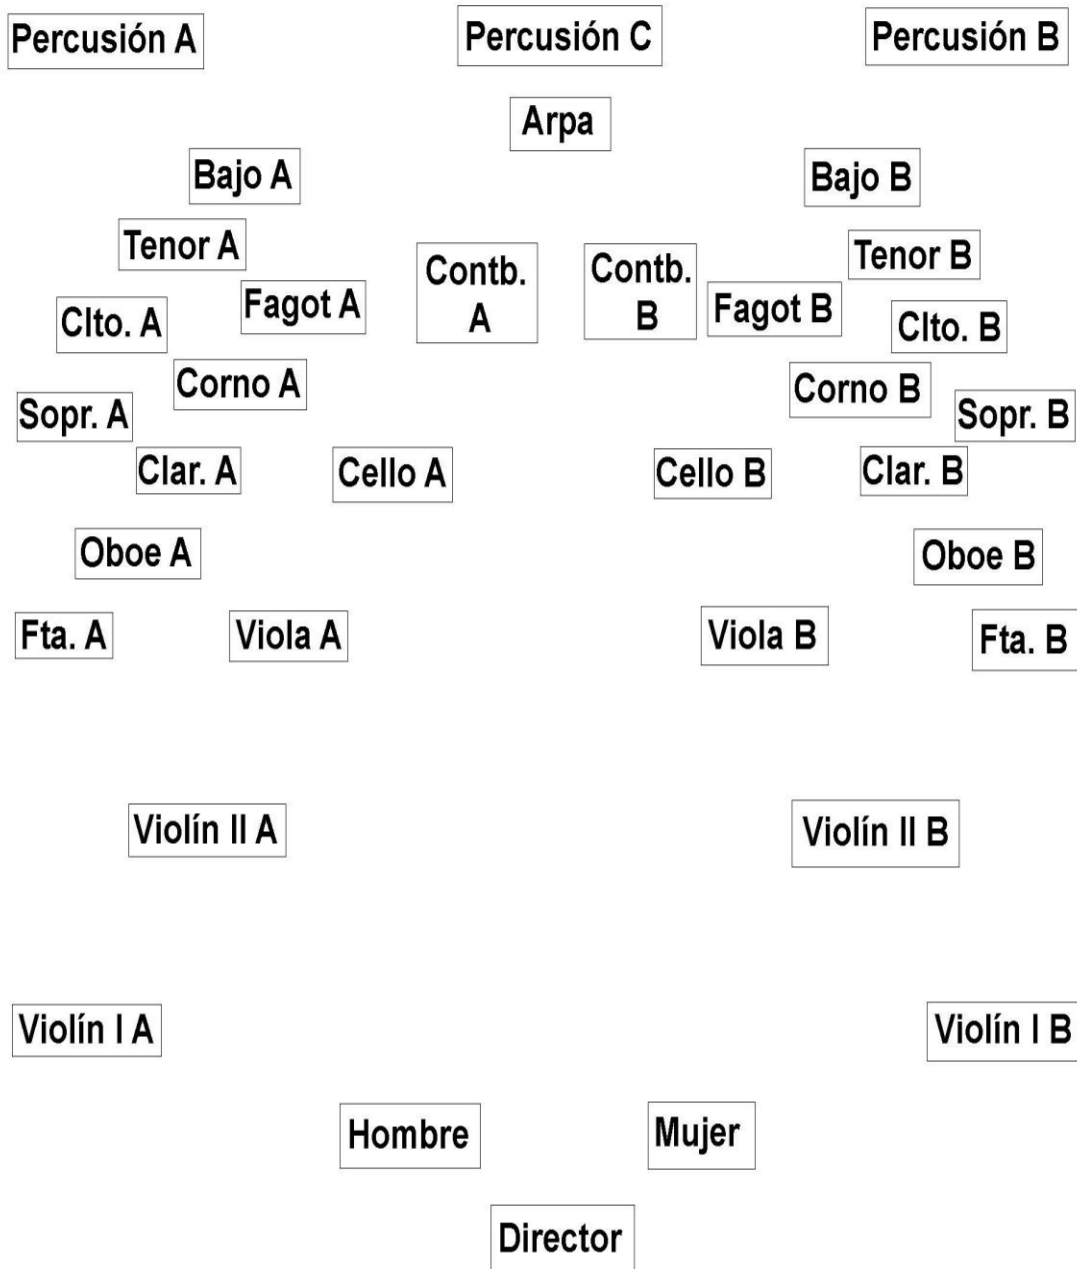 Percusión A
Percusión C
Percusión B
Arpa
Bajo A
Bajo B
Tenor A
Tenor B
Contb.
A
Contb.
B
Fagot A
Fagot B
Clto. A
Clto. B
Corno A
Corno B
Sopr. A
Sopr. B
Clar. A
Cello A
Cello B
Clar. B
Oboe A
Oboe B
Fta. A
Viola A
Viola B
Fta. B
Violín II A
Violín II B
Violín I A
Violín I B
Hombre
Mujer
Director